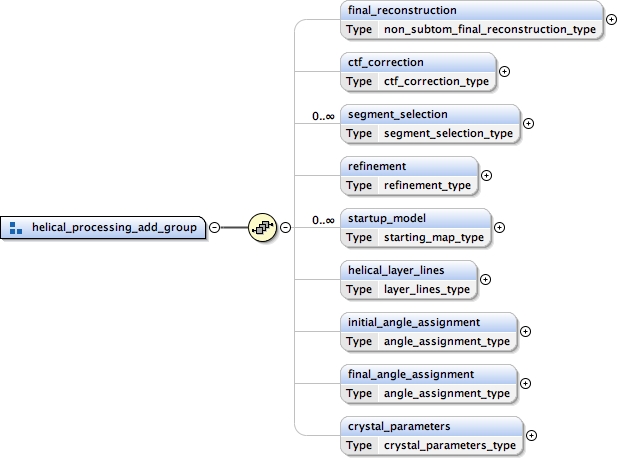 final_reconstruction
Type non_subtom_final_reconstruction_type
ctf_correction
Type ctf_correction_type
0..∞
segment_selection
Type segment_selection_type
refinement
Type refinement_type
helical_processing_add_group
0..∞
startup_model
Type starting_map_type
helical_layer_lines
Type layer_lines_type
initial_angle_assignment
Type angle_assignment_type
final_angle_assignment
Type angle_assignment_type
crystal_parameters
Type crystal_parameters_type